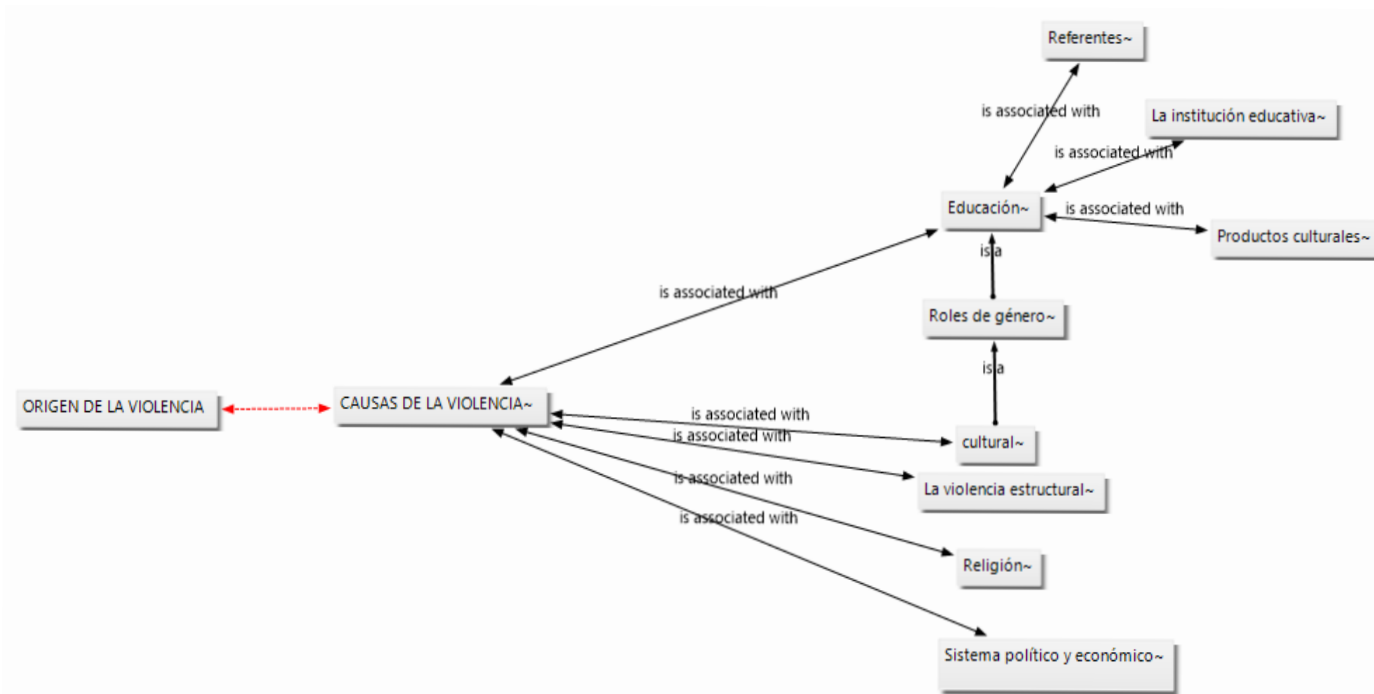 Referentes~
is associated with
La institución educativa~
is associated with
Educación~
is associated with
Productos culturales~
is a
is associated with
Roles de género~
is a
ORIGEN DE LA VIOLENCIA
CAUSAS DE LA VIOLENCIA~
is associated with
cultural~
is associated with
La violencia estructural~
is associated with
is associated with
Religión~
Sistema político y económico~